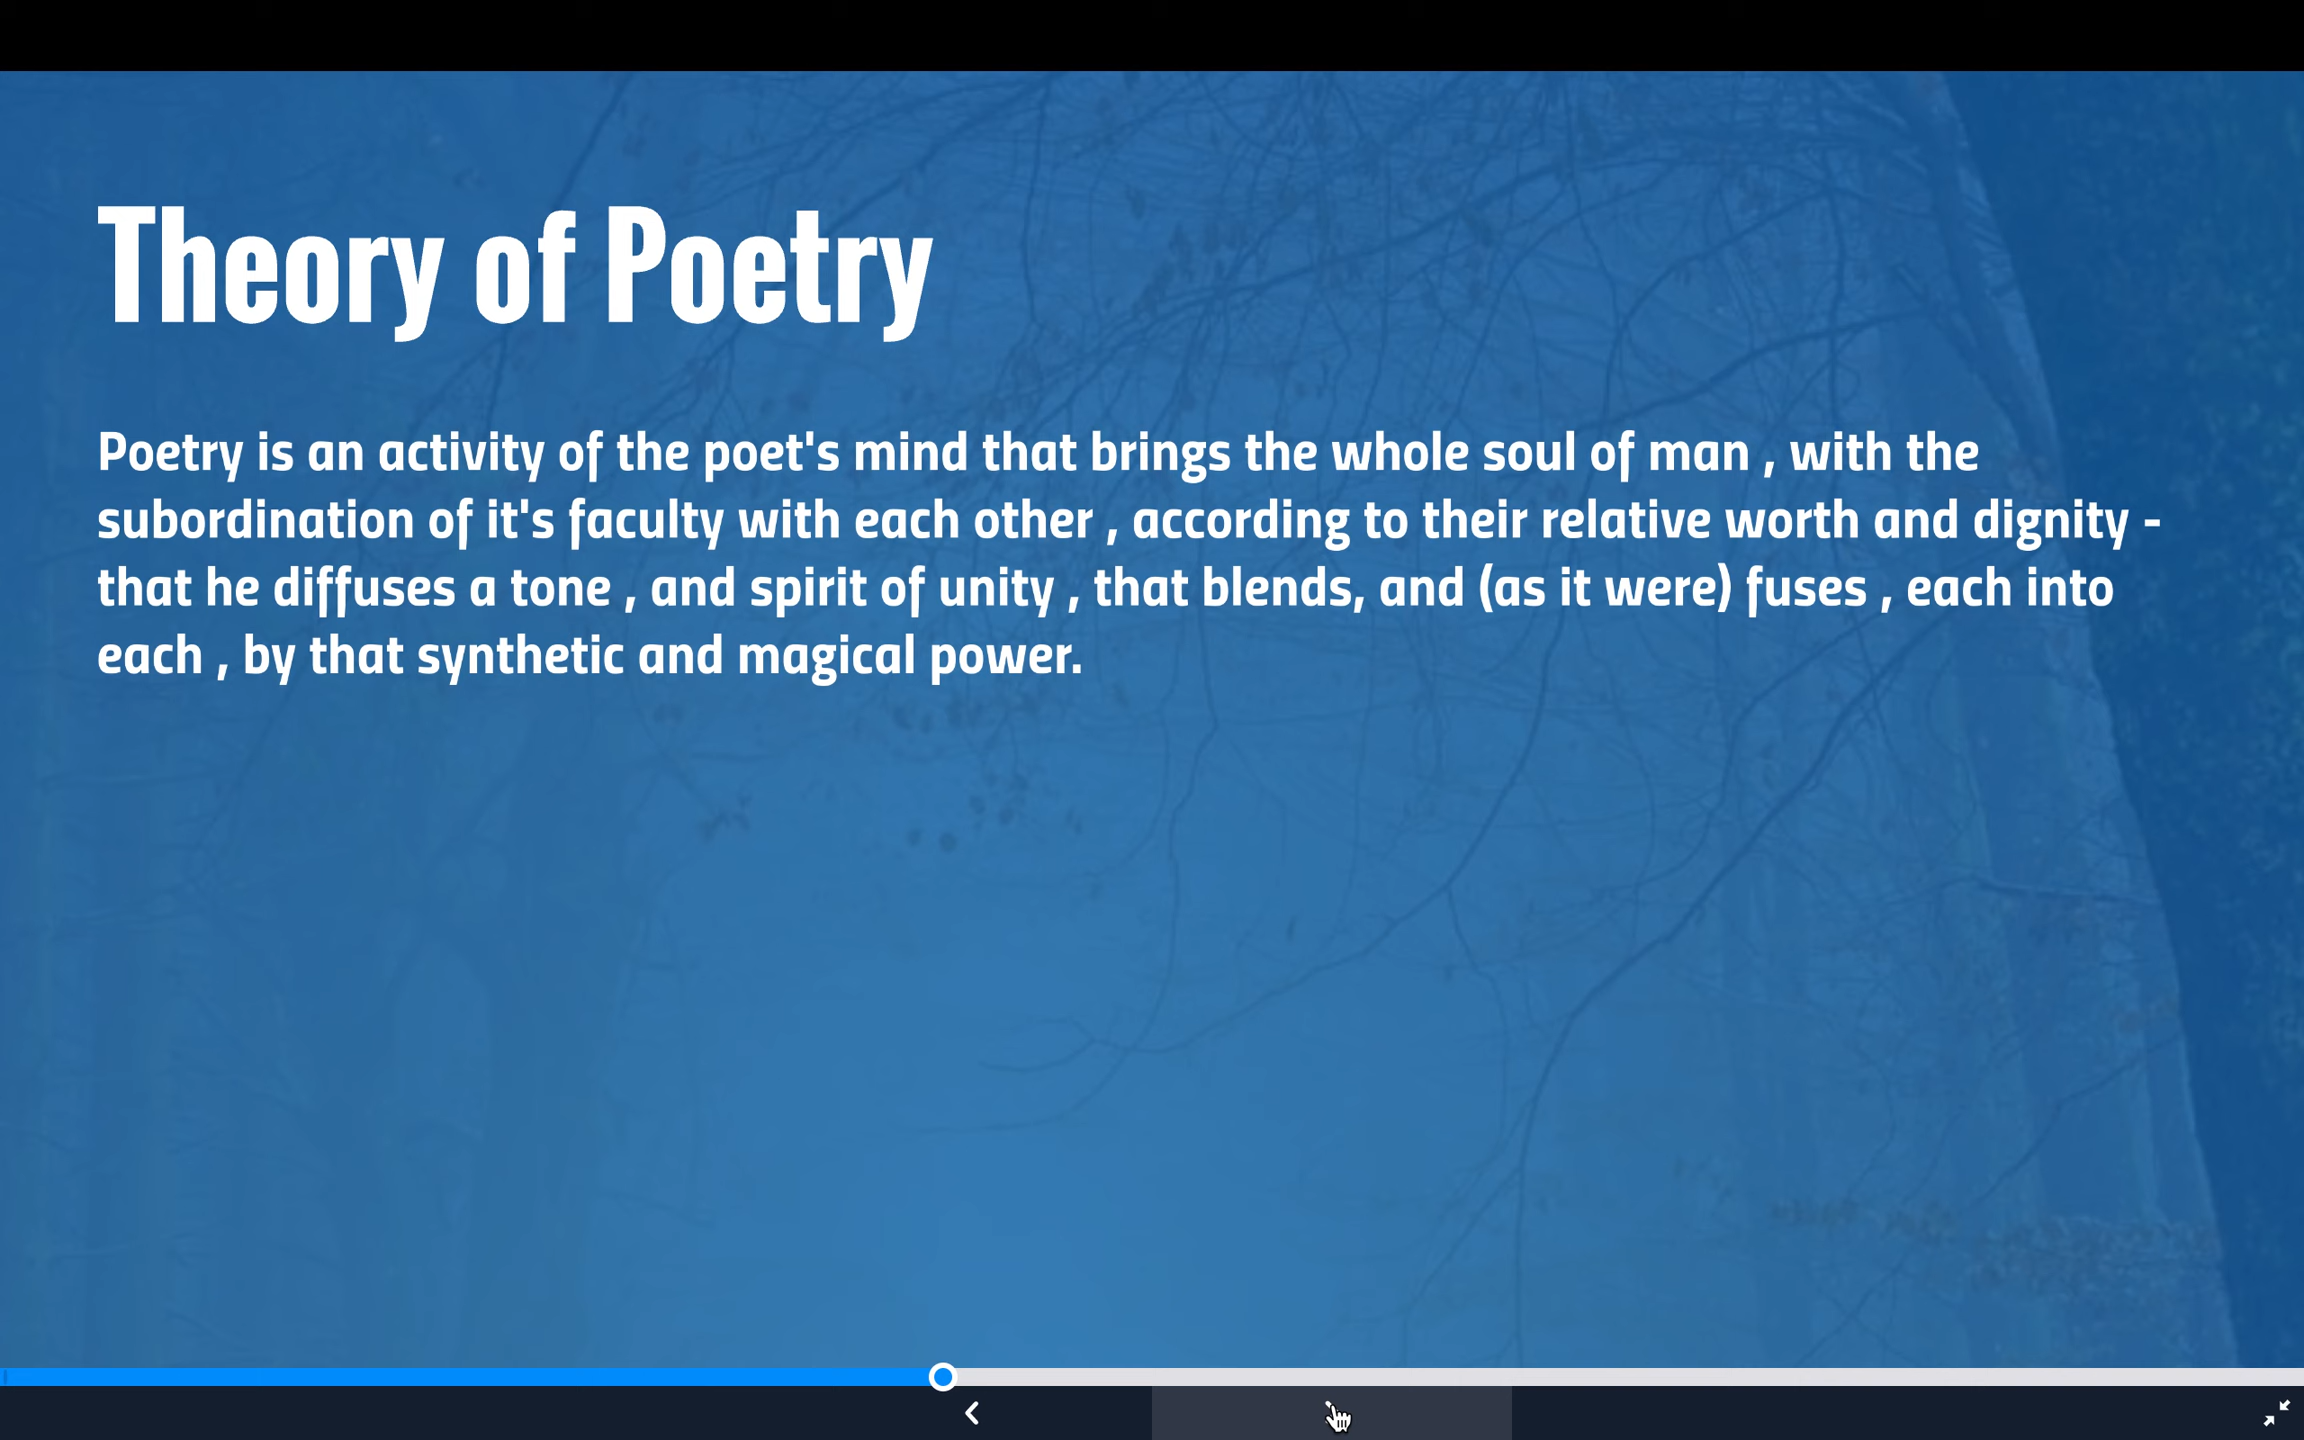 Theory of Poetry
Poetry is an activity of the poet's mind that brings the whole soul of man , with the
subordination of it's faculty with each other , according to their relative worth and dignity -
that he diffuses a tone , and spirit of unity , that blends, and (as it were) fuses , each into
each , by that synthetic and magical power.